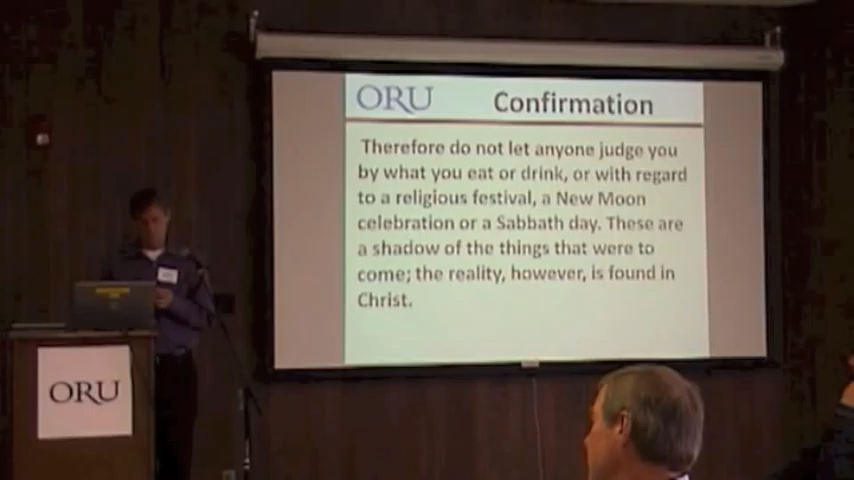 ORU Confirmation
Therefore do not let anyone judge you
by what you eat or drink, or with regard
to a religious festival, a New Moon
celebration or a Sabbath day. These are
a shadow of the things that were to
come; the reality, however, is found in
Christ.
ORU